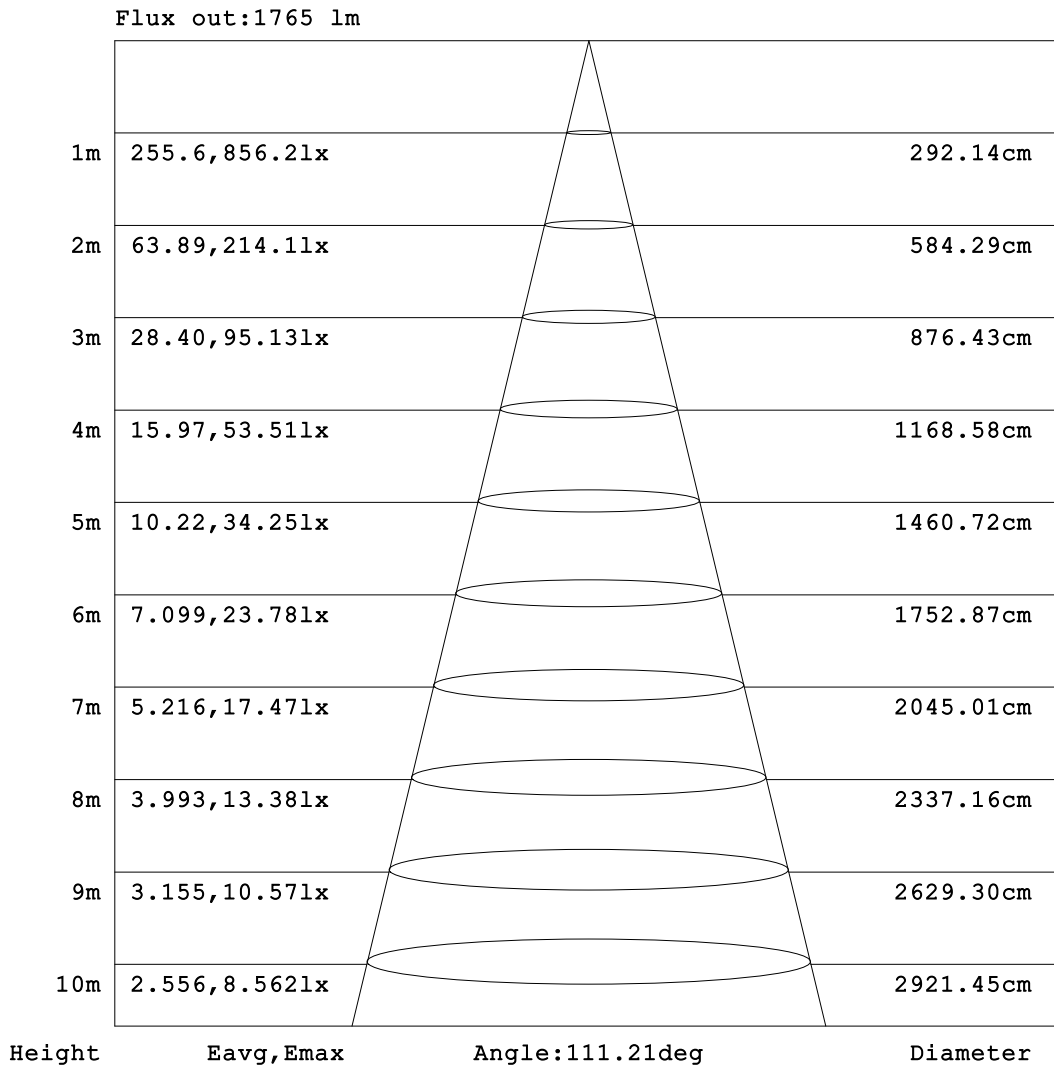 Flux out:1765 lm
1m 255.6,856.2lx 292.14cm
2m 63.89,214.1lx 584.29cm
3m 28.40,95.13lx 876.43cm
4m 15.97,53.51lx 1168.58cm
5m 10.22,34.25lx 1460.72cm
6m 7.099,23.78lx 1752.87cm
7m 5.216,17.47lx 2045.01cm
8m 3.993,13.38lx 2337.16cm
9m 3.155,10.57lx 2629.30cm
10m 2.556,8.562lx 2921.45cm
Height Eavg,Emax Angle:111.21deg Diameter